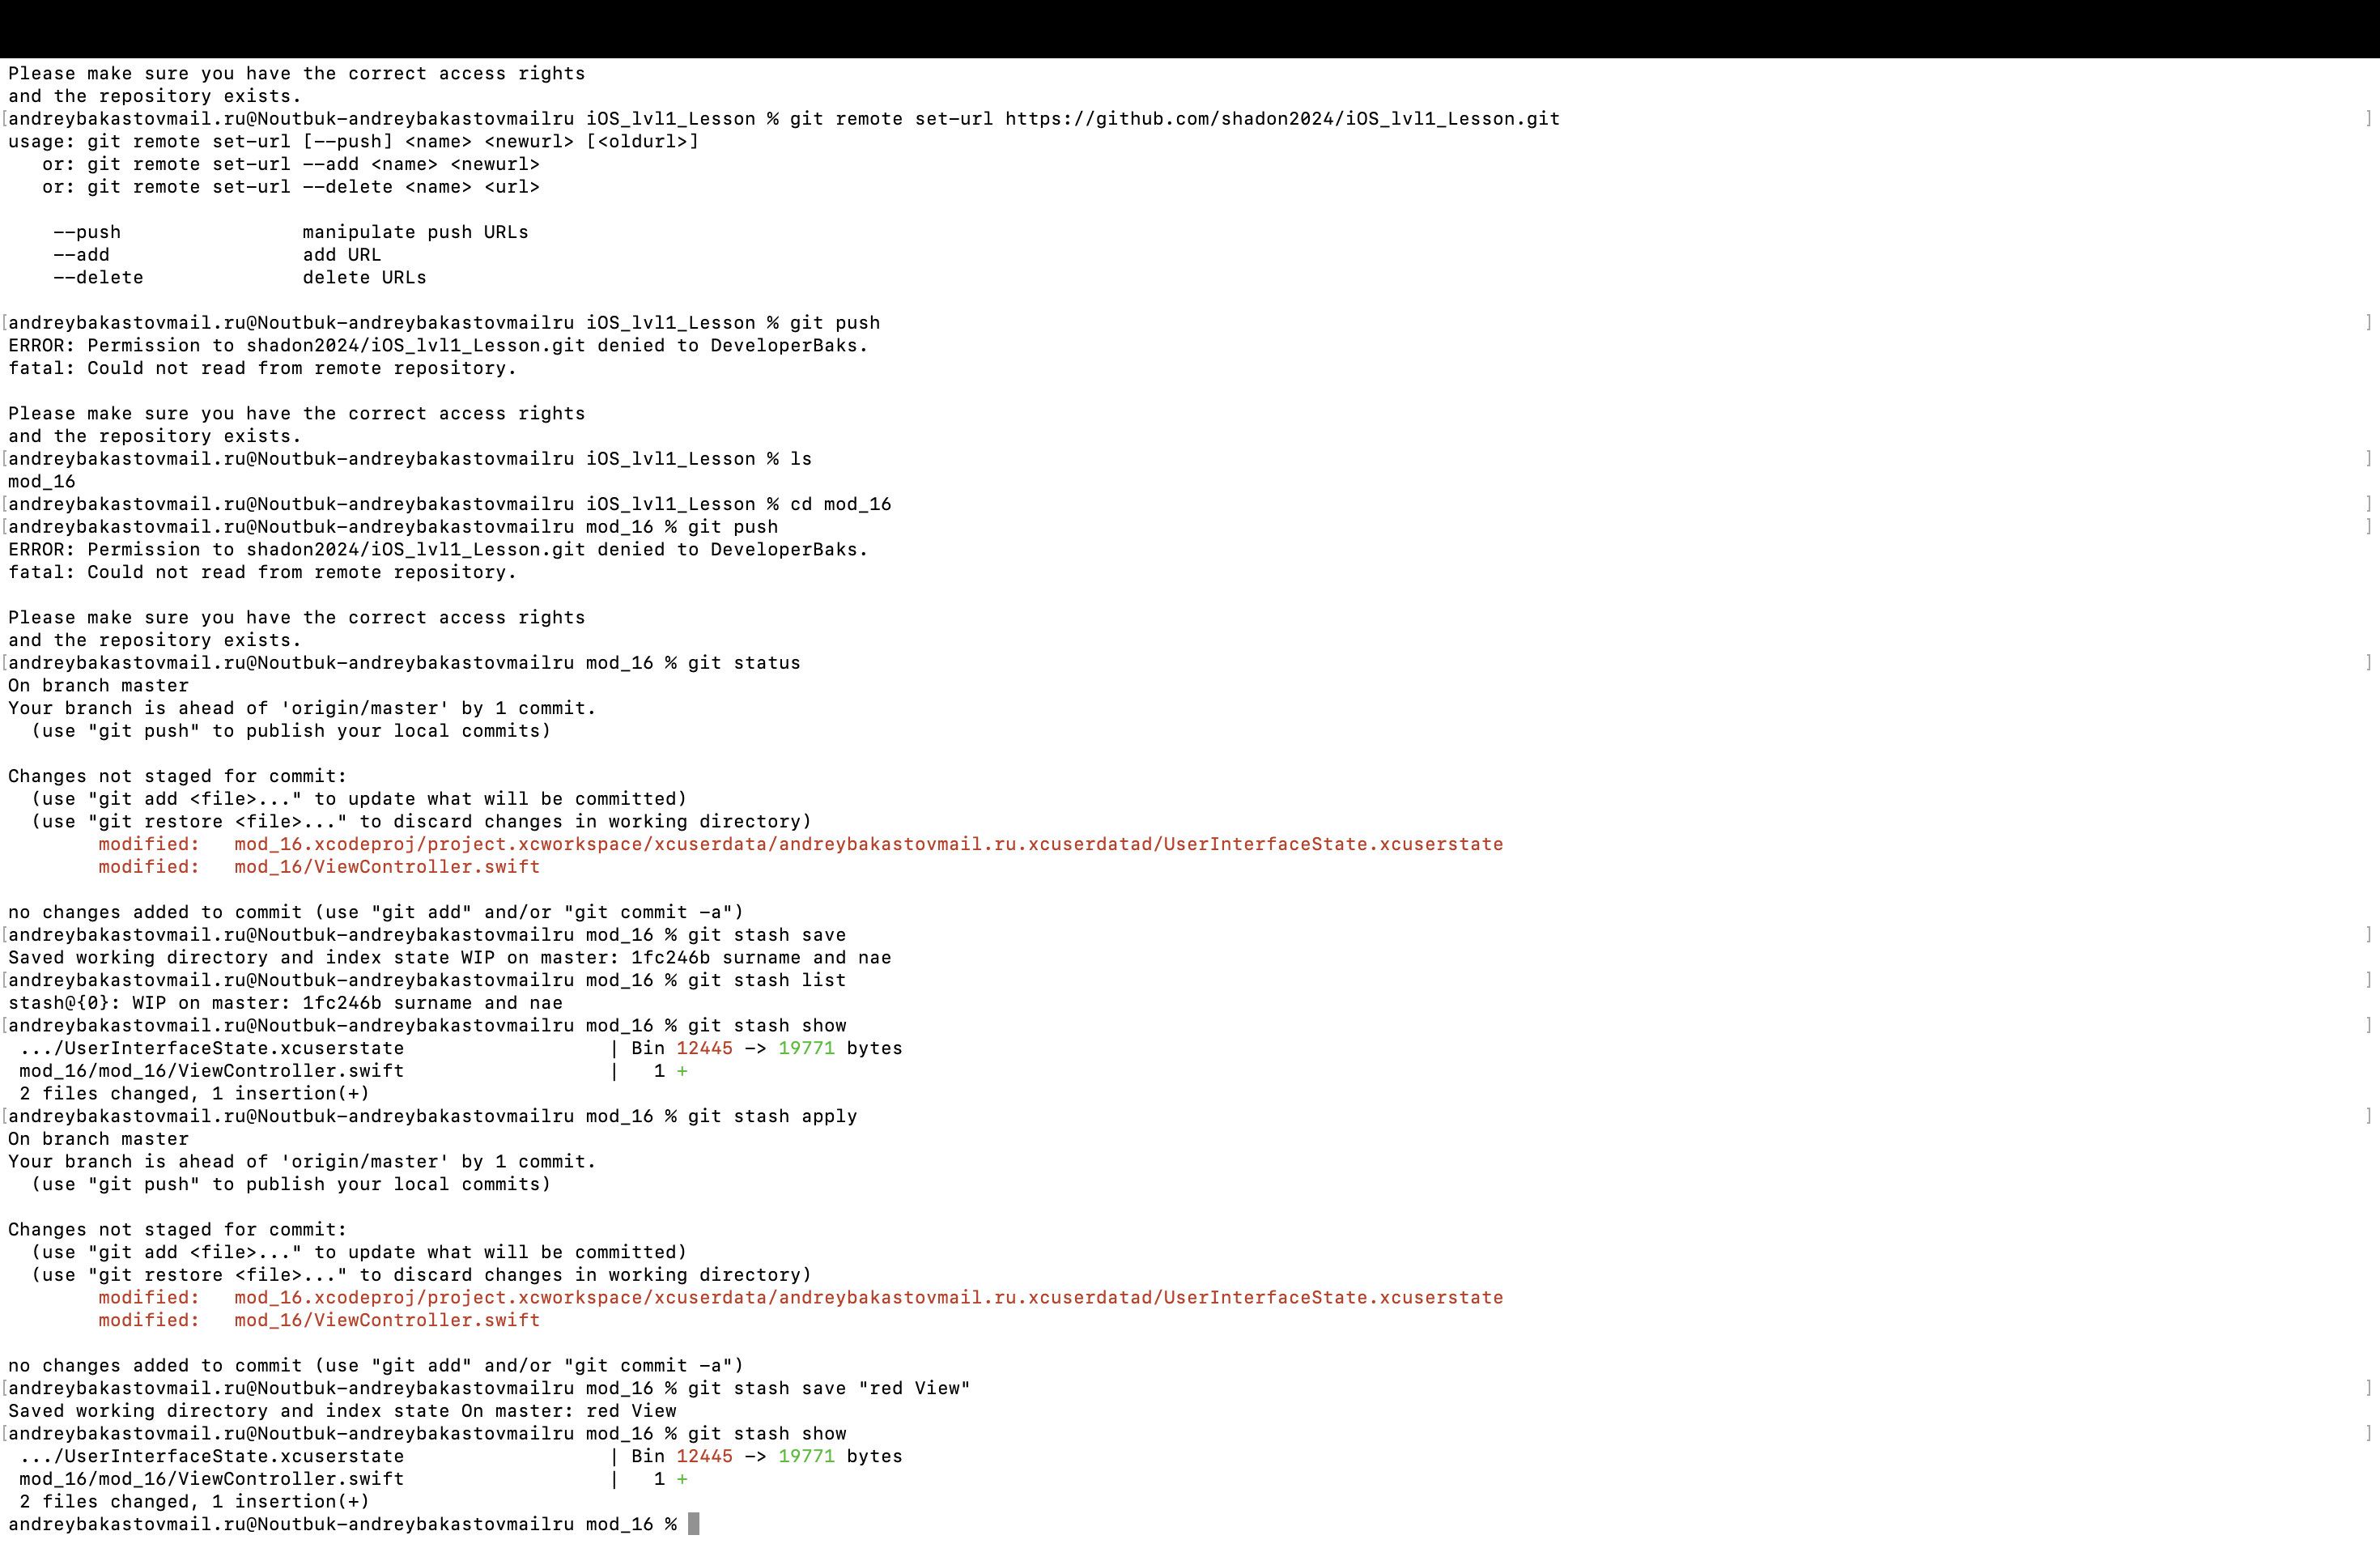 Please make sure you have the correct access rights
and the repository exists.
[andreybakastovmail.ru@Noutbuk-andreybakastovmailru iOS_lvl1_Lesson % git remote set-url https://github.com/shadon2024/iOS_lvl1_Lesson.git ]
usage: git remote set-url [--push] <name> <newurl> [<oldurl>]
   or: git remote set-url --add <name> <newurl>
   or: git remote set-url --delete <name> <url>

    --push                manipulate push URLs
    --add                 add URL
    --delete              delete URLs

[andreybakastovmail.ru@Noutbuk-andreybakastovmailru iOS_lvl1_Lesson % git push ]
ERROR: Permission to shadon2024/iOS_lvl1_Lesson.git denied to DeveloperBaks.
fatal: Could not read from remote repository.

Please make sure you have the correct access rights
and the repository exists.
[andreybakastovmail.ru@Noutbuk-andreybakastovmailru iOS_lvl1_Lesson % ls ]
mod_16
[andreybakastovmail.ru@Noutbuk-andreybakastovmailru iOS_lvl1_Lesson % cd mod_16 ]
[andreybakastovmail.ru@Noutbuk-andreybakastovmailru mod_16 % git push ]
ERROR: Permission to shadon2024/iOS_lvl1_Lesson.git denied to DeveloperBaks.
fatal: Could not read from remote repository.

Please make sure you have the correct access rights
and the repository exists.
[andreybakastovmail.ru@Noutbuk-andreybakastovmailru mod_16 % git status ]
On branch master
Your branch is ahead of 'origin/master' by 1 commit.
  (use "git push" to publish your local commits)

Changes not staged for commit:
  (use "git add <file>..." to update what will be committed)
  (use "git restore <file>..." to discard changes in working directory)
        modified:   mod_16.xcodeproj/project.xcworkspace/xcuserdata/andreybakastovmail.ru.xcuserdatad/UserInterfaceState.xcuserstate
        modified:   mod_16/ViewController.swift

no changes added to commit (use "git add" and/or "git commit -a")
[andreybakastovmail.ru@Noutbuk-andreybakastovmailru mod_16 % git stash save ]
Saved working directory and index state WIP on master: 1fc246b surname and nae
[andreybakastovmail.ru@Noutbuk-andreybakastovmailru mod_16 % git stash list ]
stash@{0}: WIP on master: 1fc246b surname and nae
[andreybakastovmail.ru@Noutbuk-andreybakastovmailru mod_16 % git stash show ]
 .../UserInterfaceState.xcuserstate                  | Bin 12445 -> 19771 bytes
 mod_16/mod_16/ViewController.swift                  |   1 +
 2 files changed, 1 insertion(+)
[andreybakastovmail.ru@Noutbuk-andreybakastovmailru mod_16 % git stash apply ]
On branch master
Your branch is ahead of 'origin/master' by 1 commit.
  (use "git push" to publish your local commits)

Changes not staged for commit:
  (use "git add <file>..." to update what will be committed)
  (use "git restore <file>..." to discard changes in working directory)
        modified:   mod_16.xcodeproj/project.xcworkspace/xcuserdata/andreybakastovmail.ru.xcuserdatad/UserInterfaceState.xcuserstate
        modified:   mod_16/ViewController.swift

no changes added to commit (use "git add" and/or "git commit -a")
[andreybakastovmail.ru@Noutbuk-andreybakastovmailru mod_16 % git stash save "red View" ]
Saved working directory and index state On master: red View
[andreybakastovmail.ru@Noutbuk-andreybakastovmailru mod_16 % git stash show ]
 .../UserInterfaceState.xcuserstate                  | Bin 12445 -> 19771 bytes
 mod_16/mod_16/ViewController.swift                  |   1 +
 2 files changed, 1 insertion(+)
andreybakastovmail.ru@Noutbuk-andreybakastovmailru mod_16 %